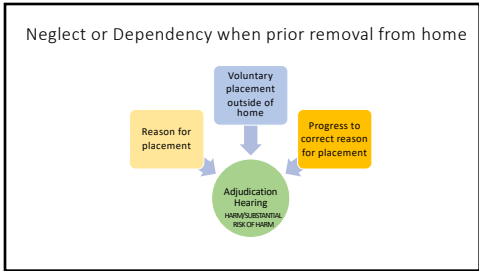 Neglect or Dependency when prior removal from home
Voluntary
placement
outside of
home
Reason for
placement
Progress to
correct reason
for placement
Adjudication
Hearing
HARM/SUBSTANTIAL
RISK OF HARM